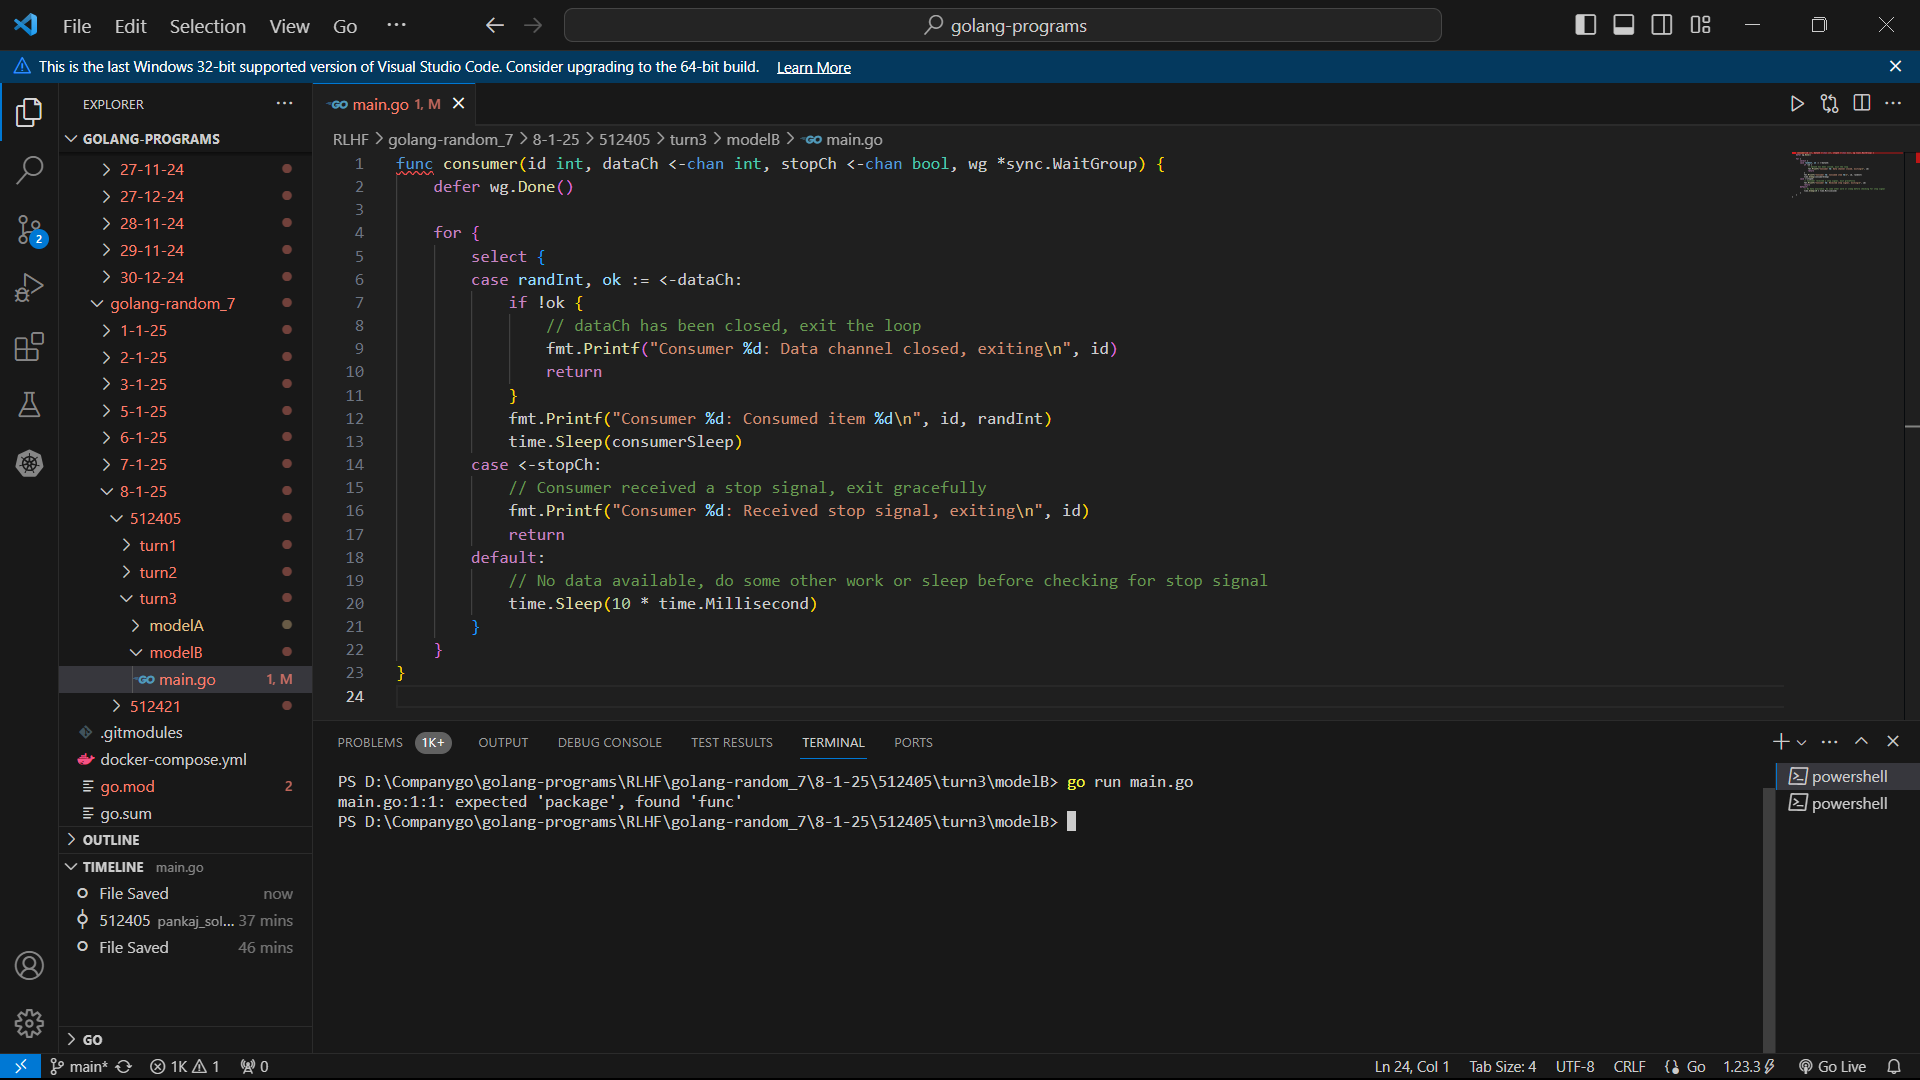 File Edit Selection View Go ··· golang-programs
This is the last Windows 32-bit supported version of Visual Studio Code. Consider upgrading to the 64-bit build. Learn More
EXPLORER
GOLANG-PROGRAMS
27-11-24
27-12-24
28-11-24
29-11-24
30-12-24
golang-random_7
1-1-25
2-1-25
3-1-25
5-1-25
6-1-25
7-1-25
8-1-25
512405
turn1
turn2
turn3
modelA
modelB
main.go 1, M
512421
.gitmodules
docker-compose.yml
go.mod 2
go.sum
OUTLINE
TIMELINE main.go
File Saved now
512405 pankaj_sol... 37 mins
File Saved 46 mins
GO
main.go 1, M
RLHF > golang-random_7 > 8-1-25 > 512405 > turn3 > modelB > main.go
1 func consumer(id int, dataCh <-chan int, stopCh <-chan bool, wg *sync.WaitGroup) {
2 defer wg.Done()
3
4 for {
5 select {
6 case randInt, ok := <-dataCh:
7 if !ok {
8 // dataCh has been closed, exit the loop
9 fmt.Printf("Consumer %d: Data channel closed, exiting\n", id)
10 return
11 }
12 fmt.Printf("Consumer %d: Consumed item %d\n", id, randInt)
13 time.Sleep(consumerSleep)
14 case <-stopCh:
15 // Consumer received a stop signal, exit gracefully
16 fmt.Printf("Consumer %d: Received stop signal, exiting\n", id)
17 return
18 default:
19 // No data available, do some other work or sleep before checking for stop signal
20 time.Sleep(10 * time.Millisecond)
21 }
22 }
23 }
24
PROBLEMS 1K+ OUTPUT DEBUG CONSOLE TEST RESULTS TERMINAL PORTS
PS D:\Companygo\golang-programs\RLHF\golang-random_7\8-1-25\512405\turn3\modelB> go run main.go
main.go:1:1: expected 'package', found 'func'
PS D:\Companygo\golang-programs\RLHF\golang-random_7\8-1-25\512405\turn3\modelB>
powershell
powershell
2
GO
main* 1K 1 0 Ln 24, Col 1 Tab Size: 4 UTF-8 CRLF Go 1.23.3 Go Live